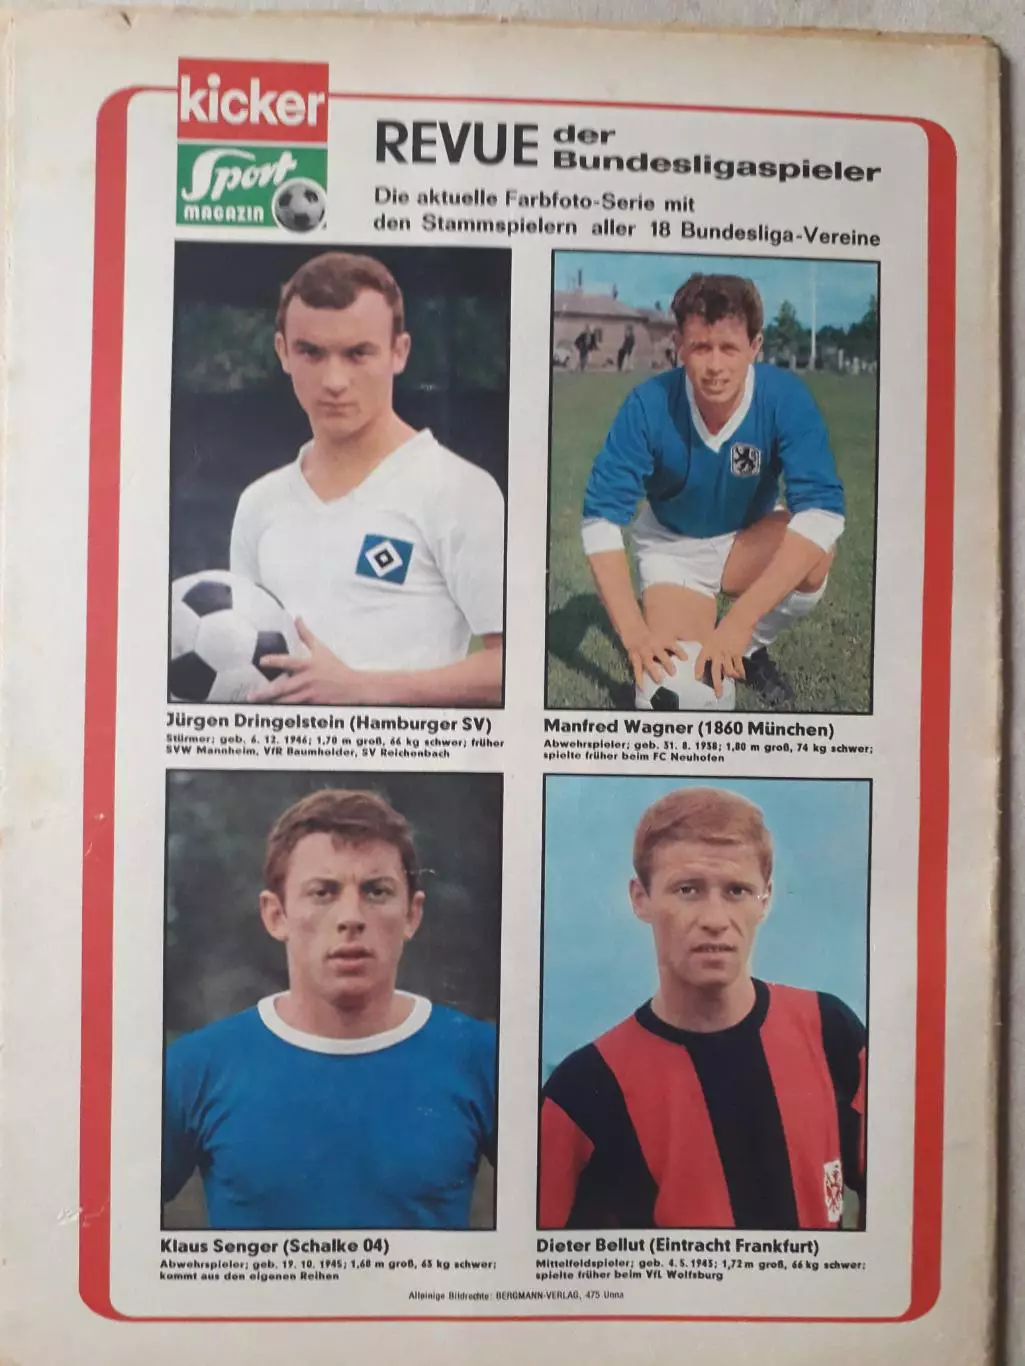 kicker
Sport
MAGAZIN
REVUE der
Bundesligaspieler
Die aktuelle Farbfoto-Serie mit
den Stammspielern aller 18 Bundesliga-Vereine
Jürgen Dringelstein (Hamburger SV)
Stürmer; geb. 6. 12. 1946; 1,70 m groß, 66 kg schwer; früher
SVW Mannheim, VfR Baumholder, SV Reichenbach
Manfred Wagner (1860 München)
Abwehrspieler; geb. 31. 8. 1938; 1,80 m groß, 74 kg schwer;
spielte früher beim FC Neuhofen
Klaus Senger (Schalke 04)
Abwehrspieler; geb. 19. 10. 1945; 1,68 m groß, 65 kg schwer;
kommt aus den eigenen Reihen
Dieter Bellut (Eintracht Frankfurt)
Mittelfeldspieler; geb. 4. 5. 1943; 1,72 m groß, 66 kg schwer;
spielte früher beim VfL Wolfsburg
Alleinige Bildrechte: BERGMANN-VERLAG, 475 Unna